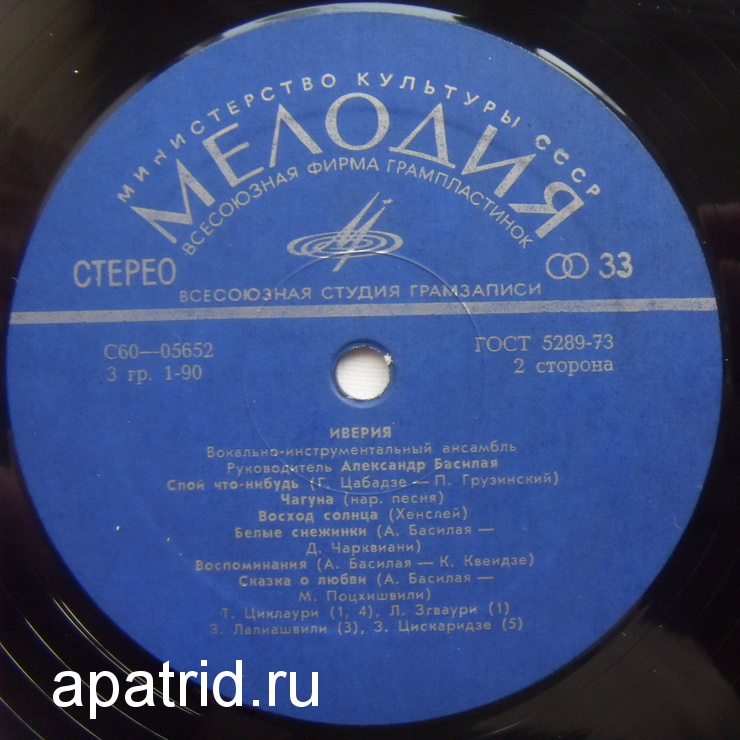 МИНИСТЕРСТВО КУЛЬТУРЫ СССР
МЕЛОДИЯ
ВСЕСОЮЗНАЯ ФИРМА ГРАМПЛАСТИНОК
СТЕРЕО
33
ВСЕСОЮЗНАЯ СТУДИЯ ГРАМЗАПИСИ
С60—05652
ГОСТ 5289-73
3 гр. 1-90
2 сторона
ИВЕРИЯ
Вокально-инструментальный ансамбль
Руководитель Александр Басилая
Спой что-нибудь (Г. Цабадзе — П. Грузинский)
Чагуна (нар. песня)
Восход солнца (Хенслей)
Белые снежинки (А. Басилая —
Д. Чарквиани)
Воспоминания (А. Басилая — К. Квеидзе)
Сказка о любви (А. Басилая —
М. Поцхишвили)
Т. Циклаури (1, 4), Л. Згваури (1)
З. Лалиашвили (3), З. Цискаридзе (5)
apatrid.ru